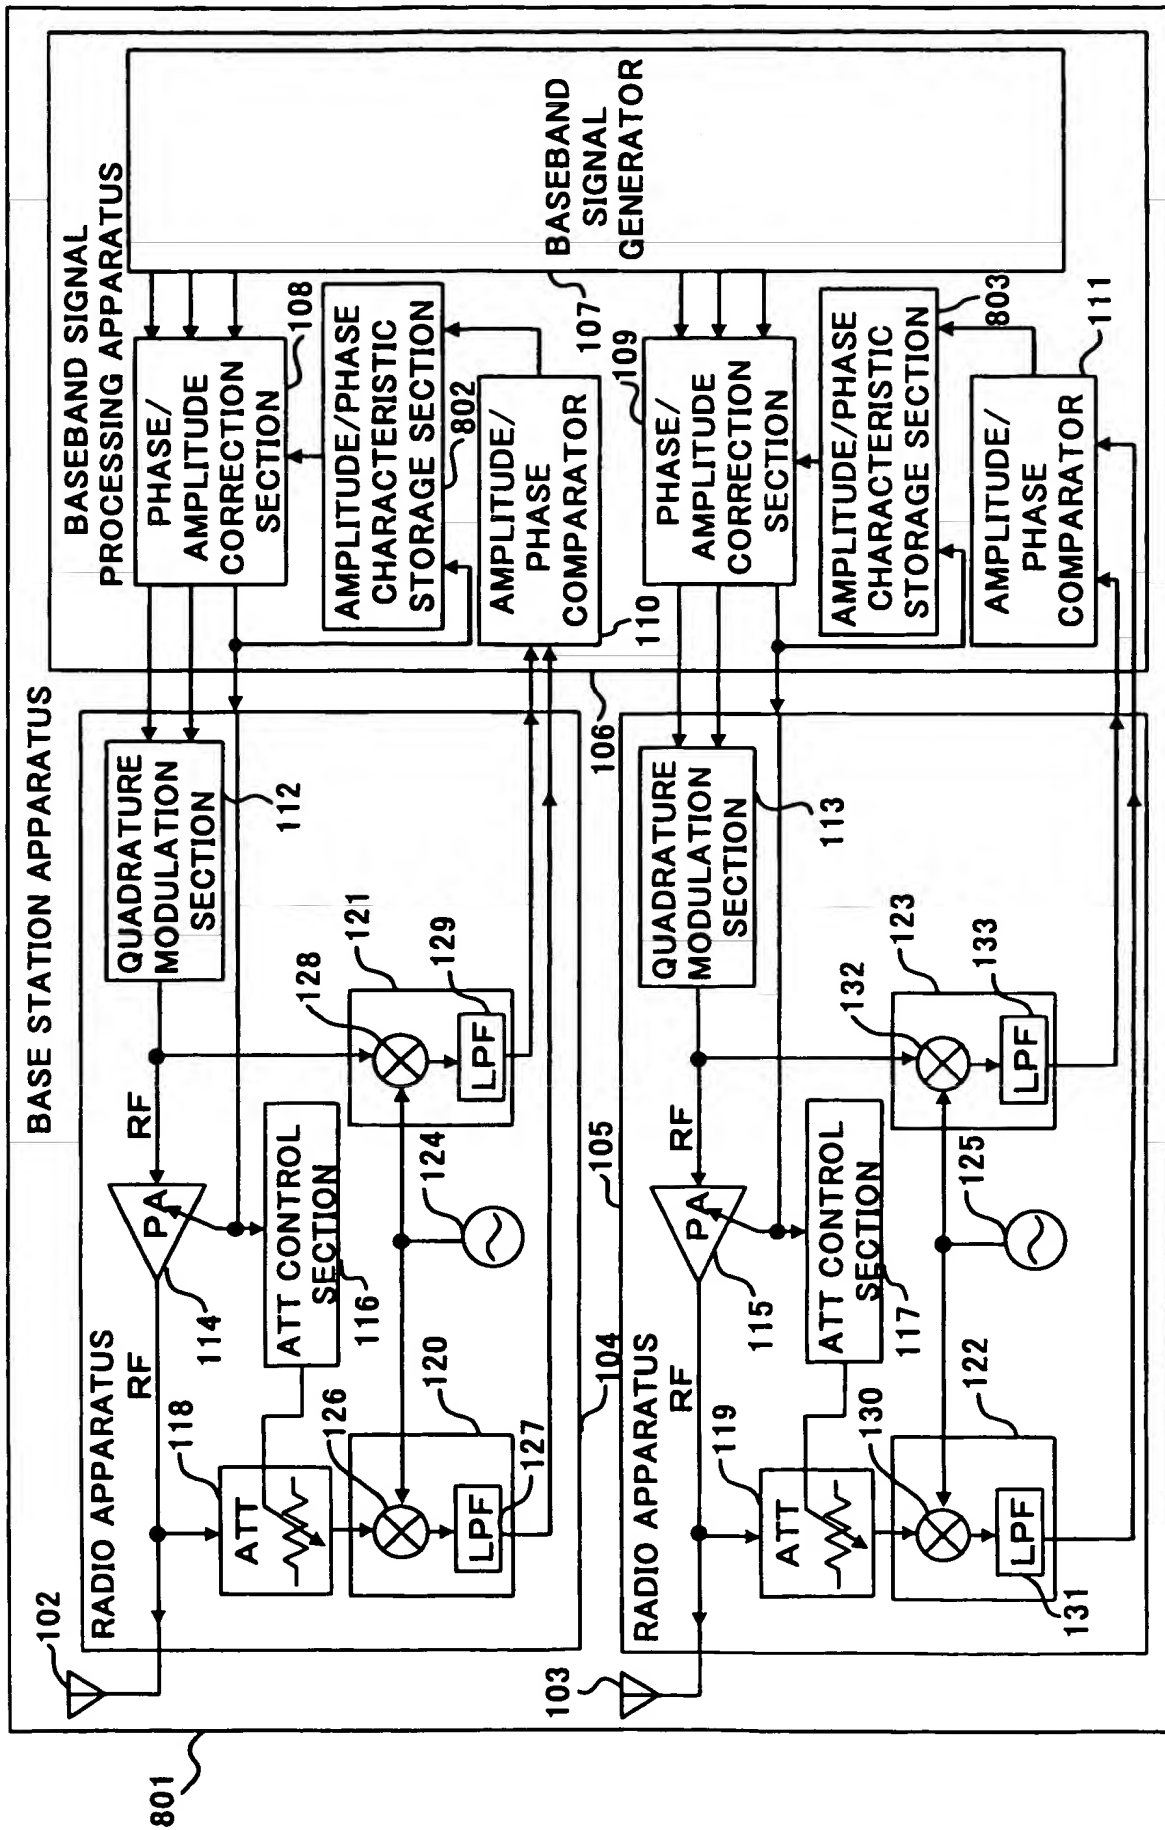 801
BASE STATION APPARATUS
102
RADIO APPARATUS
104
RF
114
RF
118
ATT
ATT CONTROL
SECTION
116
PA
126
120
LPF
127
124
128
121
LPF
129
QUADRATURE
MODULATION
SECTION
112
BASEBAND SIGNAL
PROCESSING APPARATUS
106
PHASE/
AMPLITUDE
CORRECTION
SECTION
108
AMPLITUDE/PHASE
CHARACTERISTIC
STORAGE SECTION
802
AMPLITUDE/
PHASE
COMPARATOR
110
BASEBAND
SIGNAL
GENERATOR
107
103
RADIO APPARATUS
105
RF
115
RF
119
ATT
ATT CONTROL
SECTION
117
PA
130
122
LPF
131
125
132
123
LPF
133
QUADRATURE
MODULATION
SECTION
113
PHASE/
AMPLITUDE
CORRECTION
SECTION
109
AMPLITUDE/PHASE
CHARACTERISTIC
STORAGE SECTION
803
AMPLITUDE/
PHASE
COMPARATOR
111